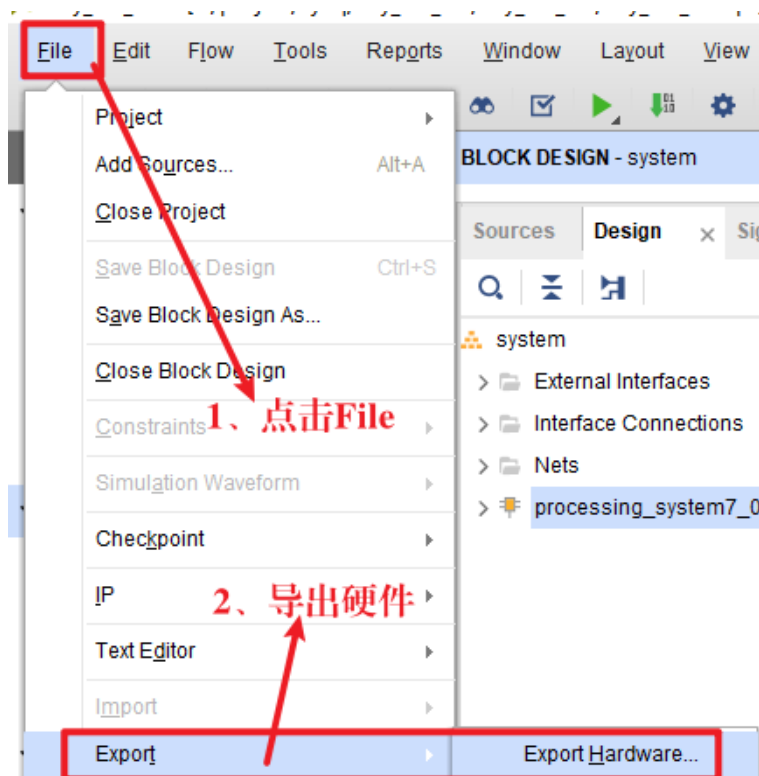 File Edit Flow Tools Reports Window Layout View
Project
Add Sources... Alt+A
Close Project
Save Block Design Ctrl+S
Save Block Design As...
Close Block Design
Constraints
1、点击File
Simulation Waveform
Checkpoint
IP
2、导出硬件
Text Editor
Import
Export
Export Hardware...
BLOCK DESIGN - system
Sources Design
system
External Interfaces
Interface Connections
Nets
processing_system7_0